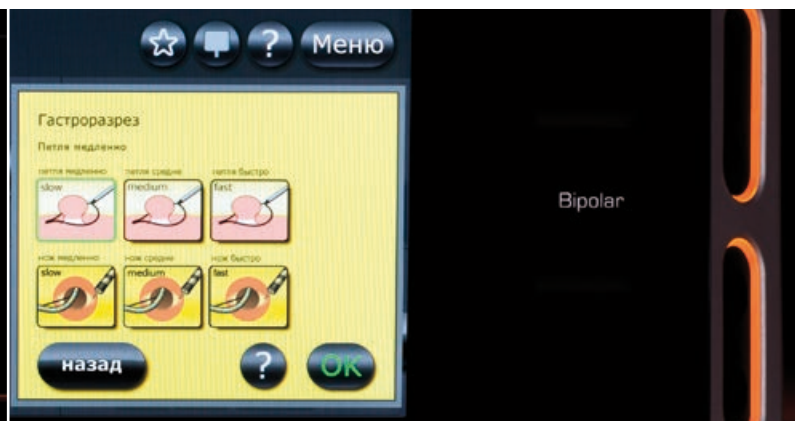 ? Меню
Гастроразрез
Петля медленно
петля медленно петля средне петля быстро
slow medium fast
нож медленно нож средне нож быстро
slow medium fast
назад ? OK
Bipolar